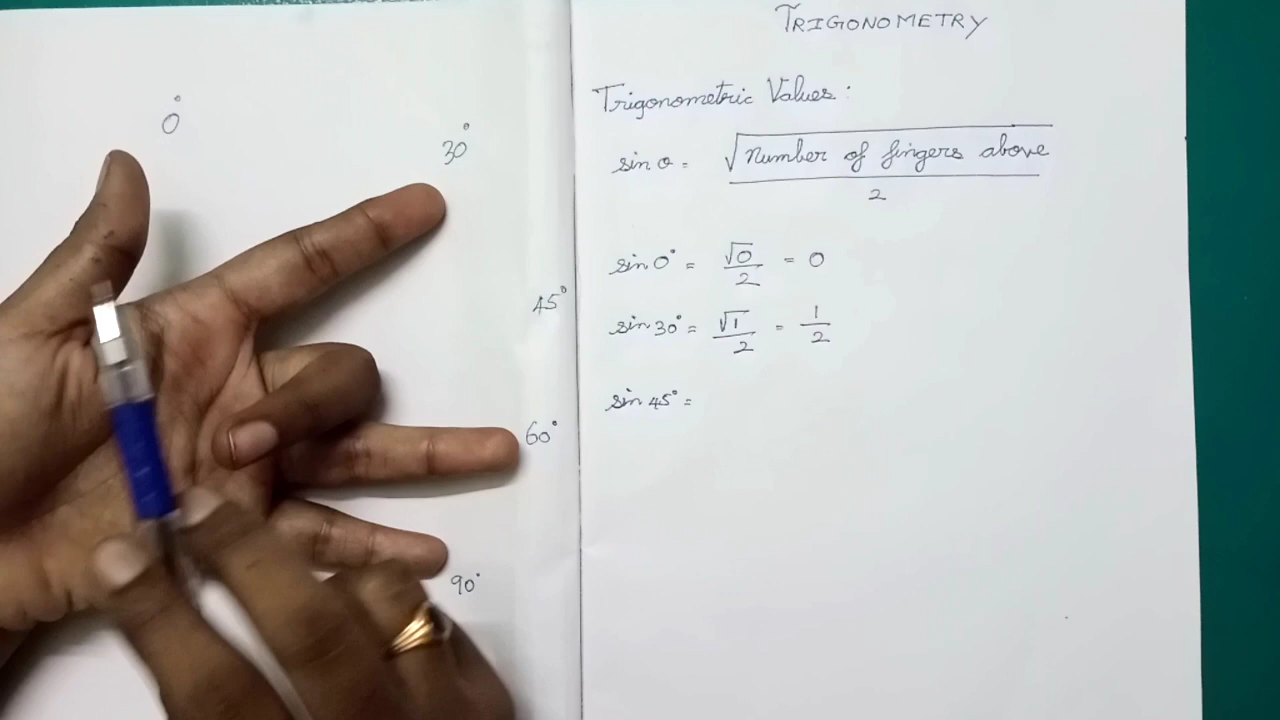 TRIGONOMETRY
Trigonometric Values:
sin θ = √Number of fingers above / 2
sin 0° = √0 / 2 = 0
sin 30° = √1 / 2 = 1 / 2
sin 45° =
0°
30°
45°
60°
90°